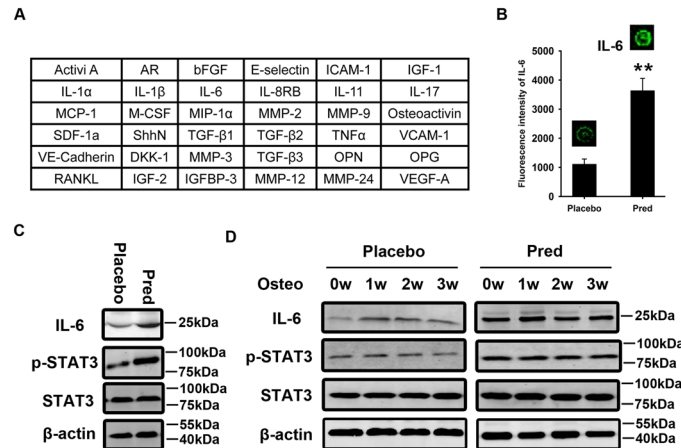 A
Activi A AR bFGF E-selectin ICAM-1 IGF-1
IL-1α IL-1β IL-6 IL-8RB IL-11 IL-17
MCP-1 M-CSF MIP-1α MMP-2 MMP-9 Osteoactivin
SDF-1a ShhN TGF-β1 TGF-β2 TNFα VCAM-1
VE-Cadherin DKK-1 MMP-3 TGF-β3 OPN OPG
RANKL IGF-2 IGFBP-3 MMP-12 MMP-24 VEGF-A
B
IL-6
**
Fluorescence intensity of IL-6
5000
4000
3000
2000
1000
0
Placebo Pred
C
Placebo Pred
IL-6 25kDa
p-STAT3 100kDa
75kDa
STAT3 100kDa
75kDa
β-actin 55kDa
40kDa
D
Placebo Pred
Osteo 0w 1w 2w 3w 0w 1w 2w 3w
IL-6 25kDa
p-STAT3 100kDa
75kDa
STAT3 100kDa
75kDa
β-actin 55kDa
40kDa